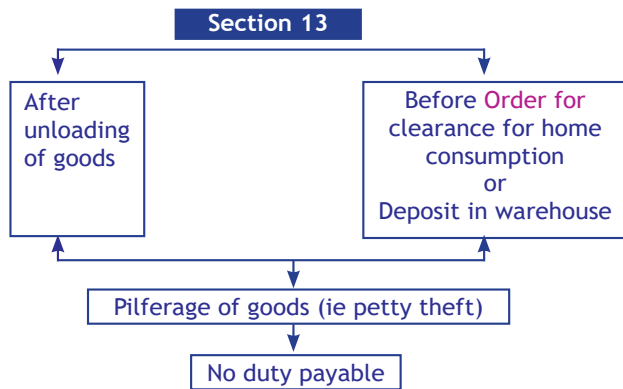 Section 13
After
unloading
of goods
Before Order for
clearance for home
consumption
or
Deposit in warehouse
Pilferage of goods (ie petty theft)
No duty payable